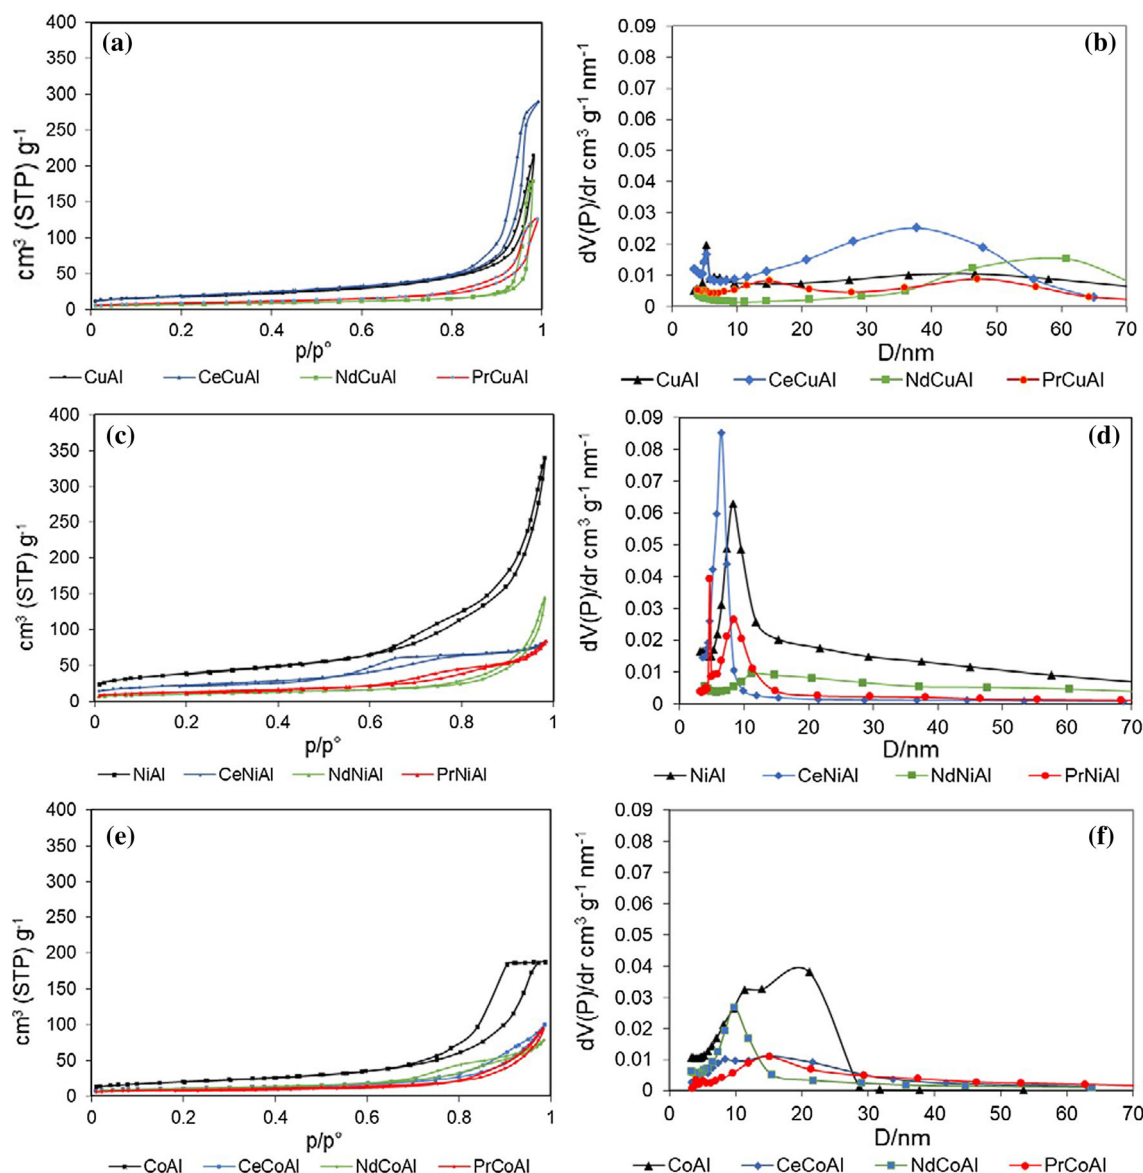 (a)
400
350
300
250
200
150
100
50
0
cm³ (STP) g⁻¹
0 0.2 0.4 0.6 0.8 1
p/p°
CuAl CeCuAl NdCuAl PrCuAl
(b)
0.09
0.08
0.07
0.06
0.05
0.04
0.03
0.02
0.01
0
dV(P)/dr cm³ g⁻¹ nm⁻¹
0 10 20 30 40 50 60 70
D/nm
CuAl CeCuAl NdCuAl PrCuAl
(c)
400
350
300
250
200
150
100
50
0
cm³ (STP) g⁻¹
0 0.2 0.4 0.6 0.8 1
p/p°
NiAl CeNiAl NdNiAl PrNiAl
(d)
0.09
0.08
0.07
0.06
0.05
0.04
0.03
0.02
0.01
0
dV(P)/dr cm³ g⁻¹ nm⁻¹
0 10 20 30 40 50 60 70
D/nm
NiAl CeNiAl NdNiAl PrNiAl
(e)
400
350
300
250
200
150
100
50
0
cm³ (STP) g⁻¹
0 0.2 0.4 0.6 0.8 1
p/p°
CoAl CeCoAl NdCoAl PrCoAl
(f)
0.09
0.08
0.07
0.06
0.05
0.04
0.03
0.02
0.01
0
dV(P)/dr cm³ g⁻¹ nm⁻¹
0 10 20 30 40 50 60 70
D/nm
CoAl CeCoAl NdCoAl PrCoAl